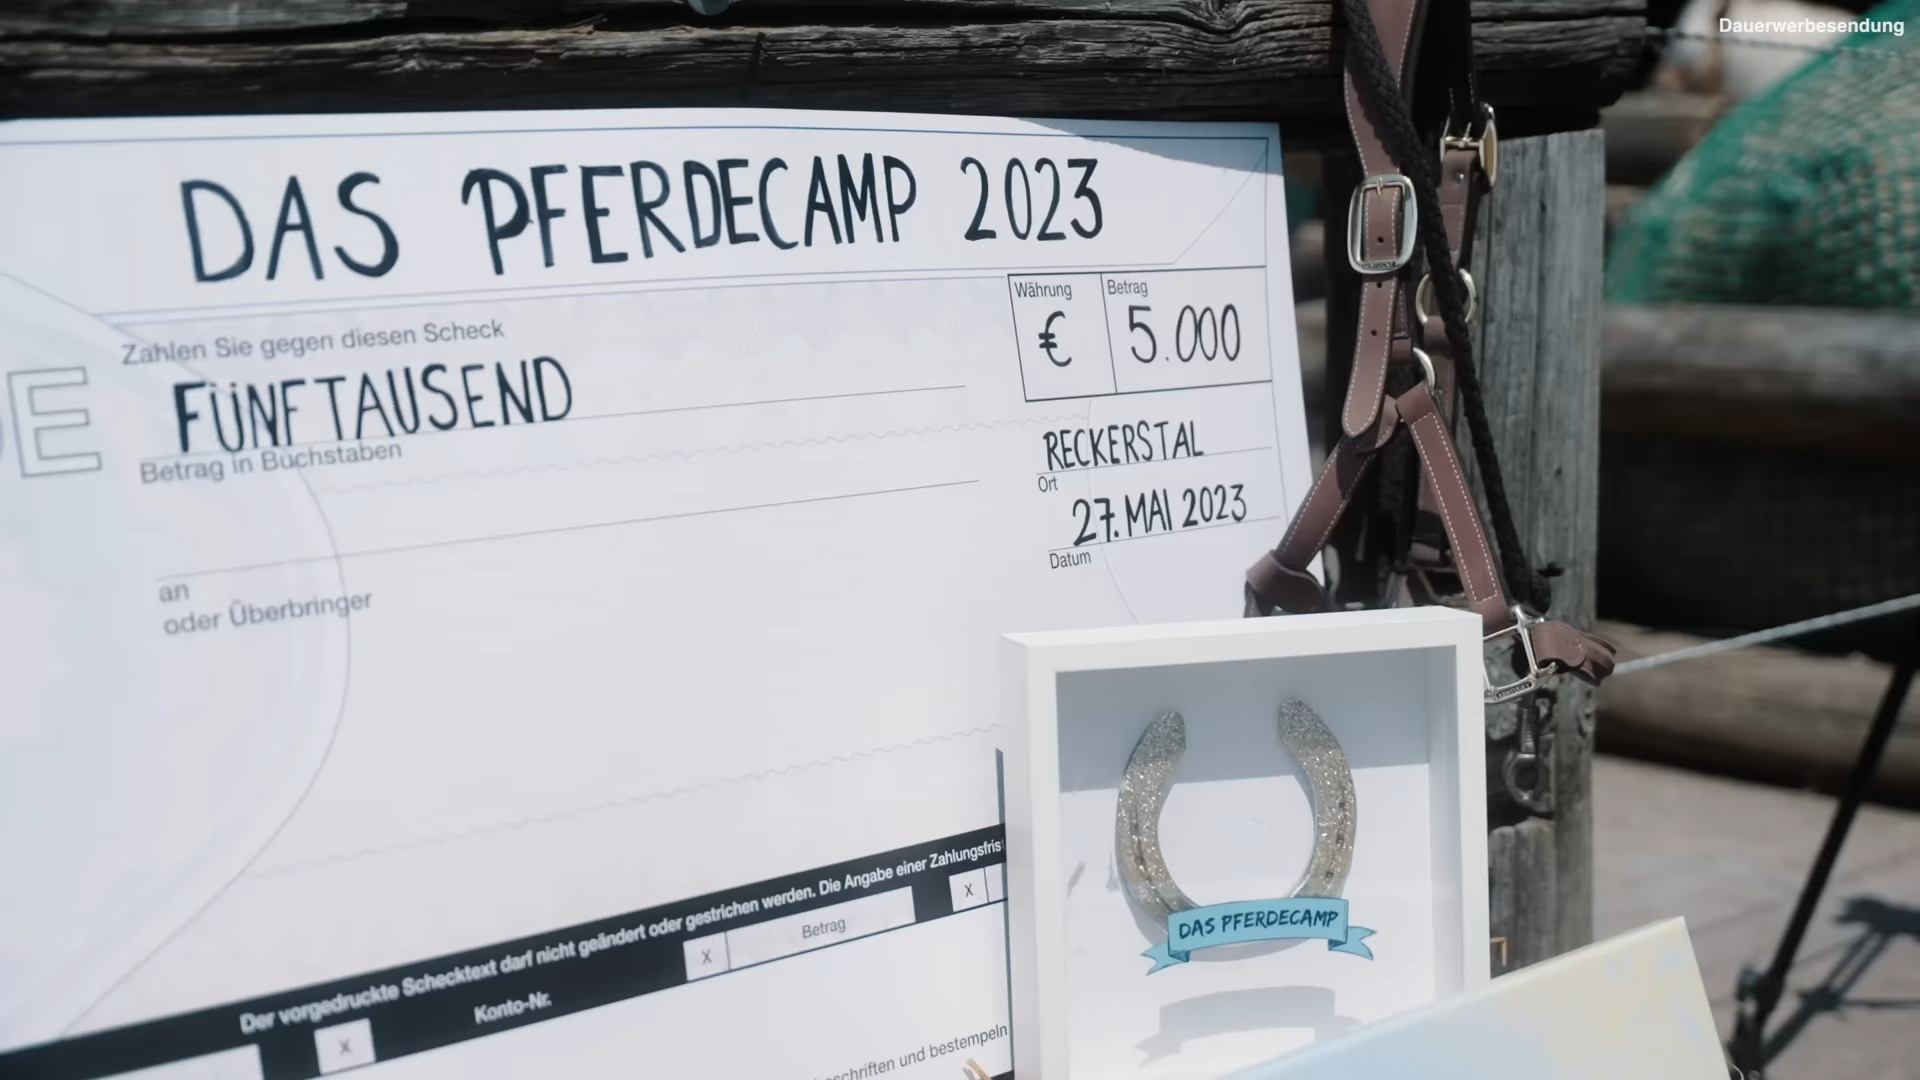 Dauerwerbesendung
DAS PFERDECAMP 2023
Währung
€
Betrag
5.000
Zahlen Sie gegen diesen Scheck
FÜNFTAUSEND
Betrag in Buchstaben
RECKERSTAL
Ort
27. MAI 2023
Datum
an
oder Überbringer
Der vorgedruckte Schecktext darf nicht geändert oder gestrichen werden. Die Angabe einer Zahlungsfrist
X
Konto-Nr.
X
Betrag
X
und bestempeln
DAS PFERDECAMP